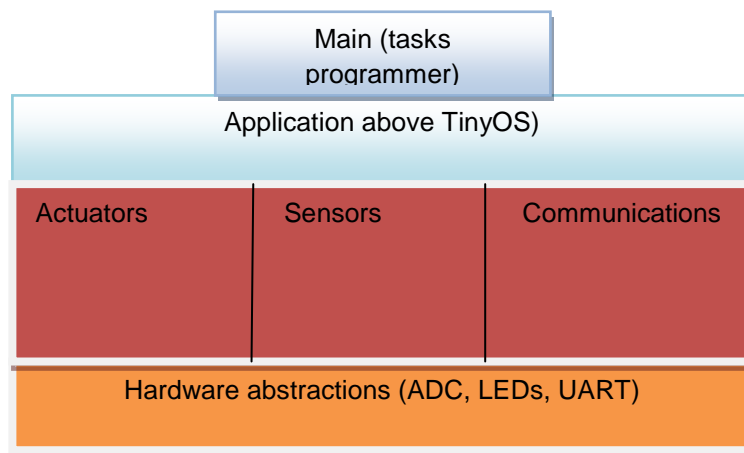 Main (tasks
programmer)
Application above TinyOS)
Actuators
Sensors
Communications
Hardware abstractions (ADC, LEDs, UART)